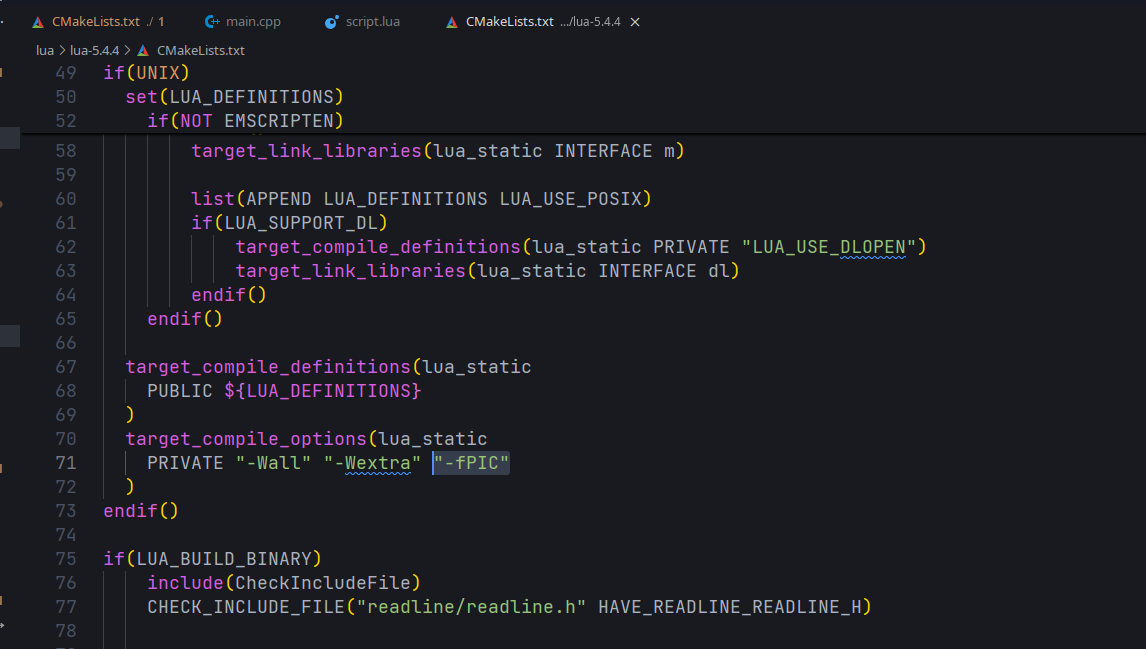 CMakeLists.txt ./ 1 main.cpp script.lua CMakeLists.txt .../lua-5.4.4
lua > lua-5.4.4 > CMakeLists.txt
49 if(UNIX)
50 set(LUA_DEFINITIONS)
52 if(NOT EMSCRIPTEN)
58 target_link_libraries(lua_static INTERFACE m)
59
60 list(APPEND LUA_DEFINITIONS LUA_USE_POSIX)
61 if(LUA_SUPPORT_DL)
62 target_compile_definitions(lua_static PRIVATE "LUA_USE_DLOPEN")
63 target_link_libraries(lua_static INTERFACE dl)
64 endif()
65 endif()
66
67 target_compile_definitions(lua_static
68 PUBLIC ${LUA_DEFINITIONS}
69 )
70 target_compile_options(lua_static
71 PRIVATE "-Wall" "-Wextra" "-fPIC"
72 )
73 endif()
74
75 if(LUA_BUILD_BINARY)
76 include(CheckIncludeFile)
77 CHECK_INCLUDE_FILE("readline/readline.h" HAVE_READLINE_READLINE_H)
78